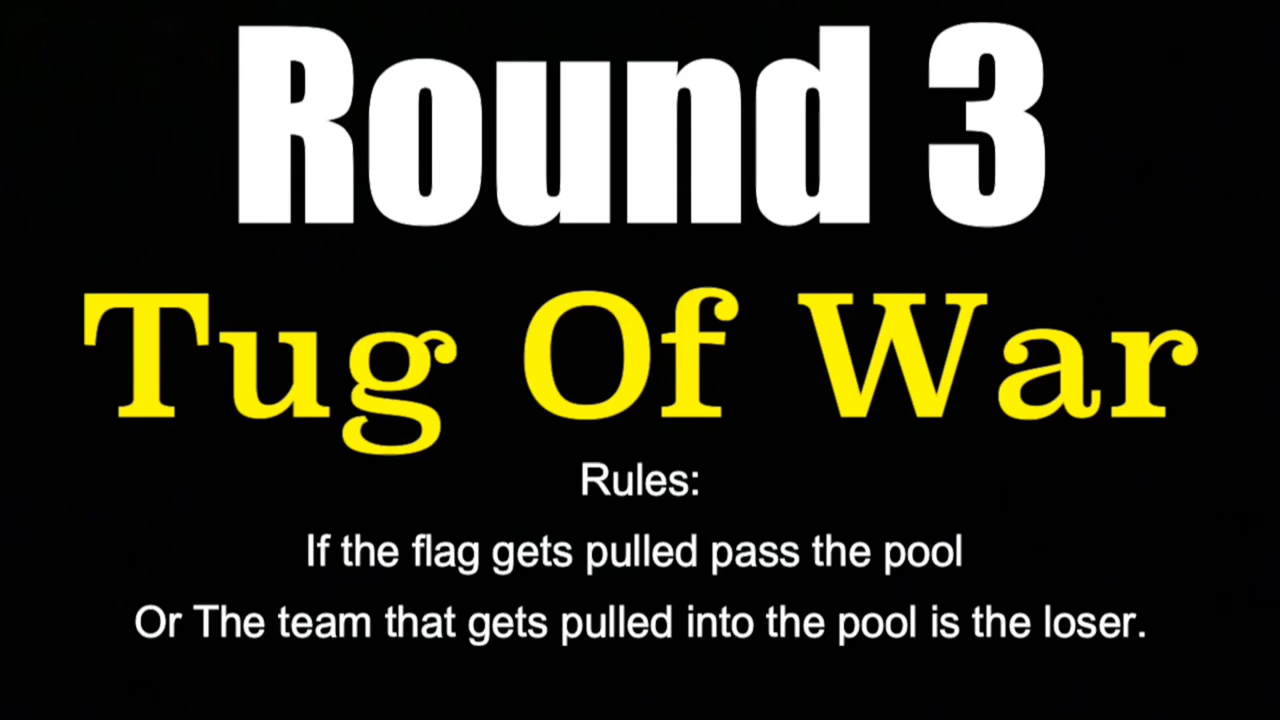 Round 3
Tug Of War
Rules:
If the flag gets pulled pass the pool
Or The team that gets pulled into the pool is the loser.